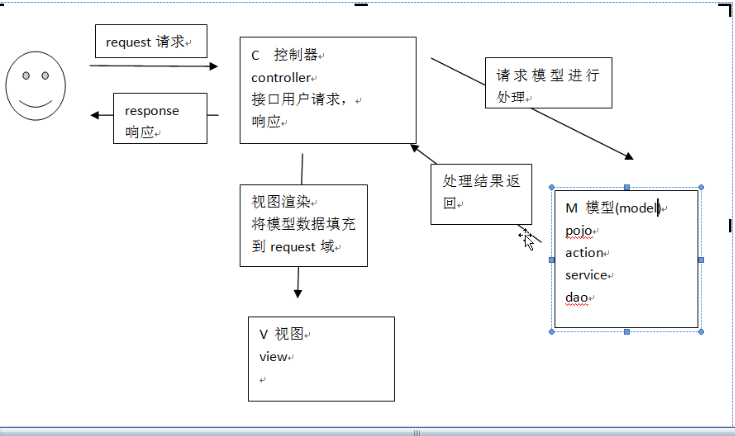 request 请求
C 控制器
controller
接口用户请求，
响应
请求模型进行
处理
response
响应
处理结果返
回
视图渲染
将模型数据填充
到 request 域
M 模型(model)
pojo
action
service
dao
V 视图
view